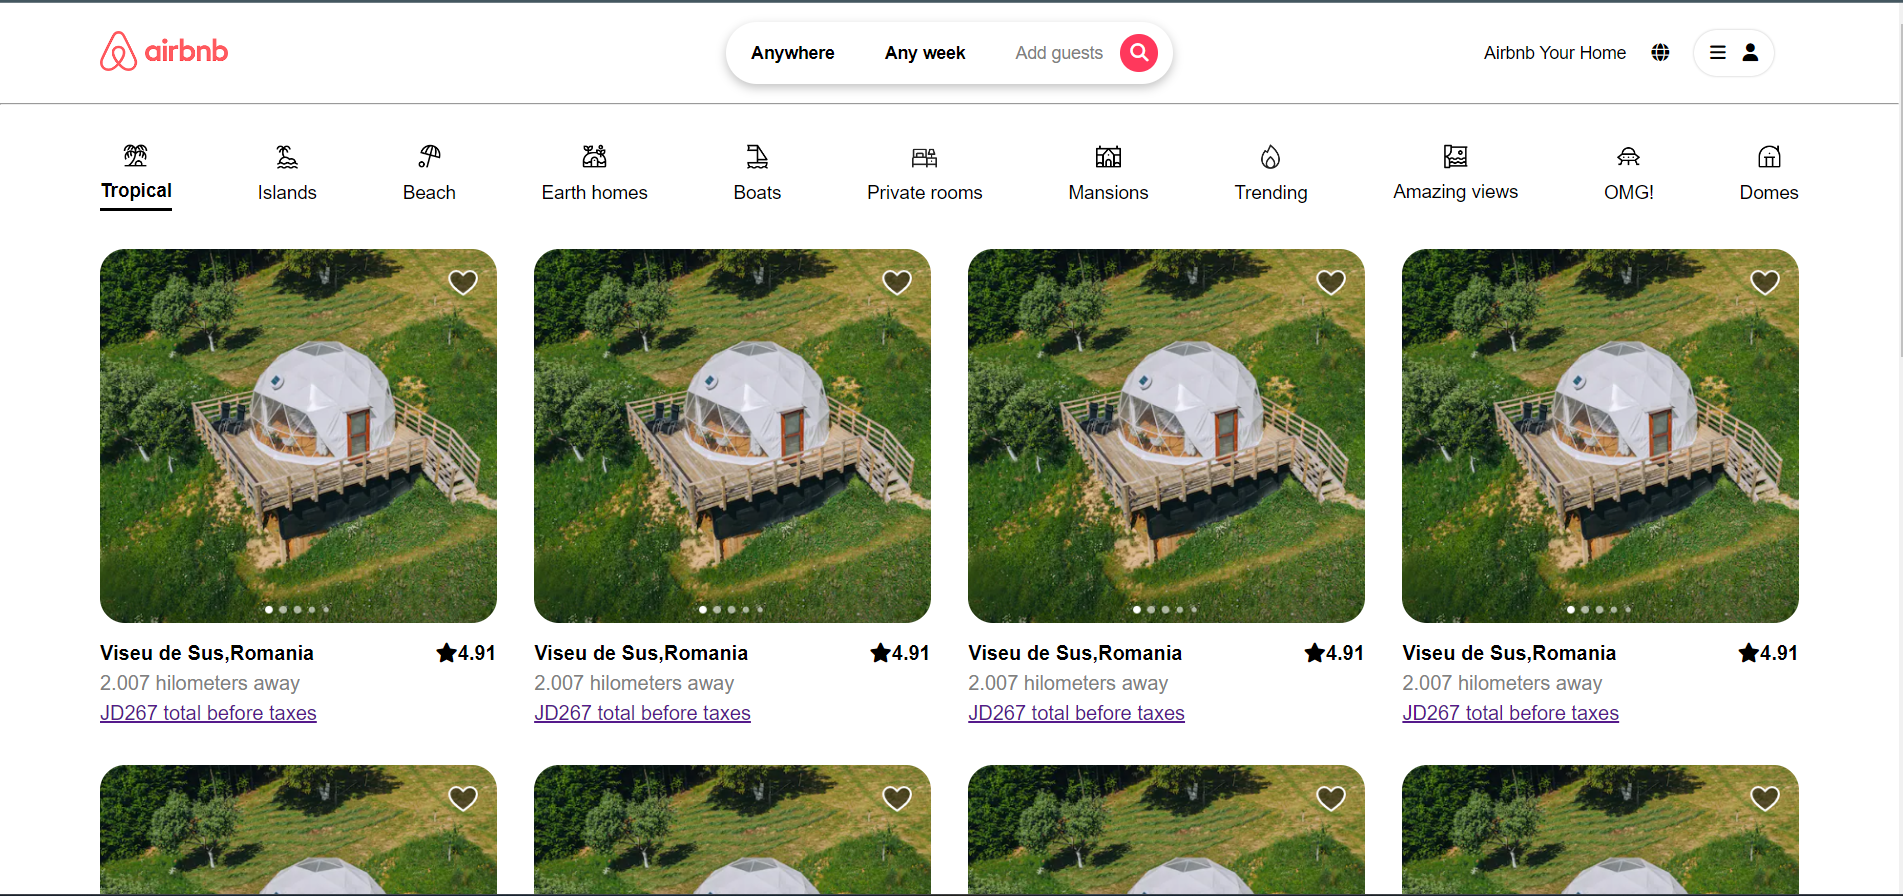 airbnb
Anywhere Any week Add guests
Airbnb Your Home
Tropical Islands Beach Earth homes Boats Private rooms Mansions Trending Amazing views OMG! Domes
Viseu de Sus,Romania 4.91
2.007 hilometers away
JD267 total before taxes
Viseu de Sus,Romania 4.91
2.007 hilometers away
JD267 total before taxes
Viseu de Sus,Romania 4.91
2.007 hilometers away
JD267 total before taxes
Viseu de Sus,Romania 4.91
2.007 hilometers away
JD267 total before taxes